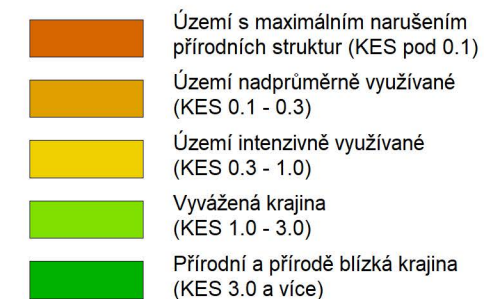 Území s maximálním narušením
přírodních struktur (KES pod 0.1)
Území nadprůměrně využívané
(KES 0.1 - 0.3)
Území intenzivně využívané
(KES 0.3 - 1.0)
Vyvážená krajina
(KES 1.0 - 3.0)
Přírodní a přírodě blízká krajina
(KES 3.0 a více)